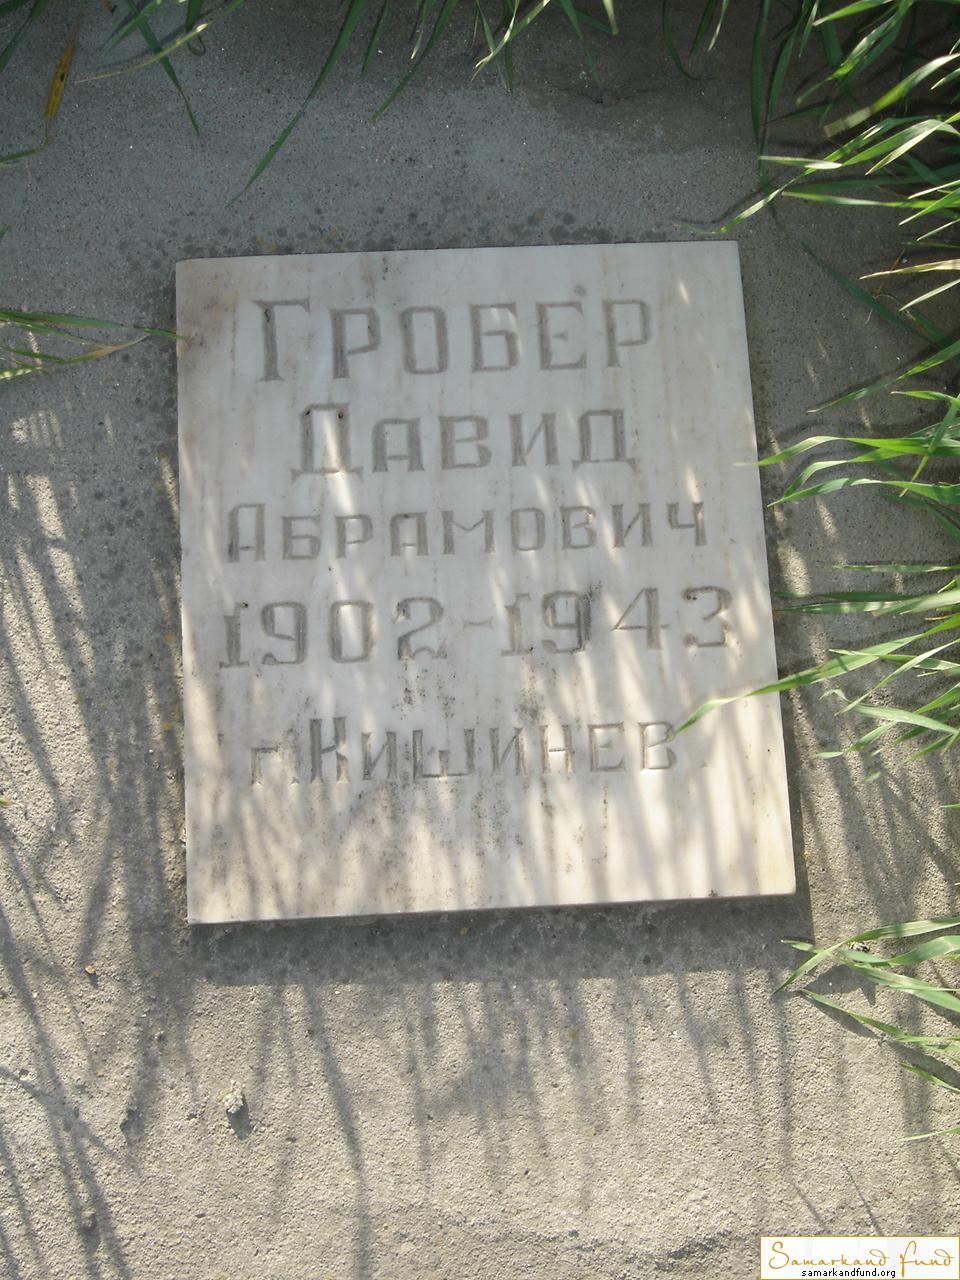 Гробер
Давид
Абрамович
1902-1943
г. Кишинев
Samarkand fund
samarkandfund.org